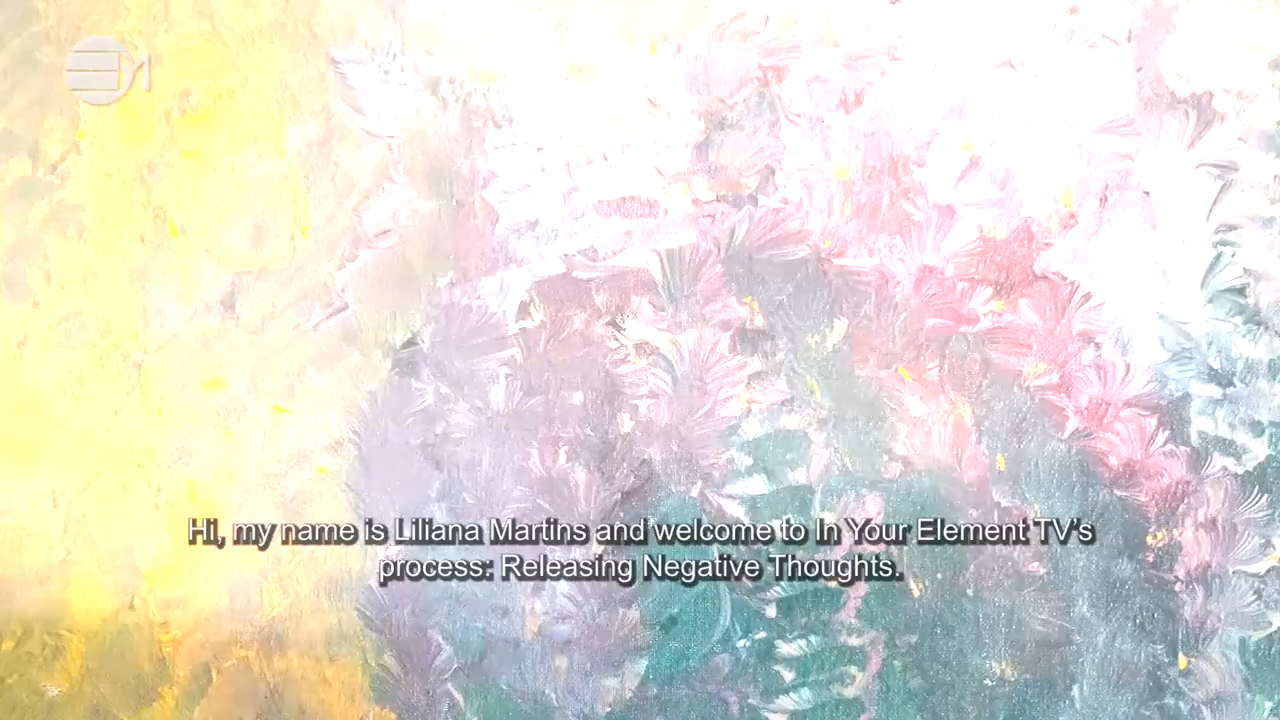 Hi, my name is Liliana Martins and welcome to In Your Element TV's
process: Releasing Negative Thoughts.